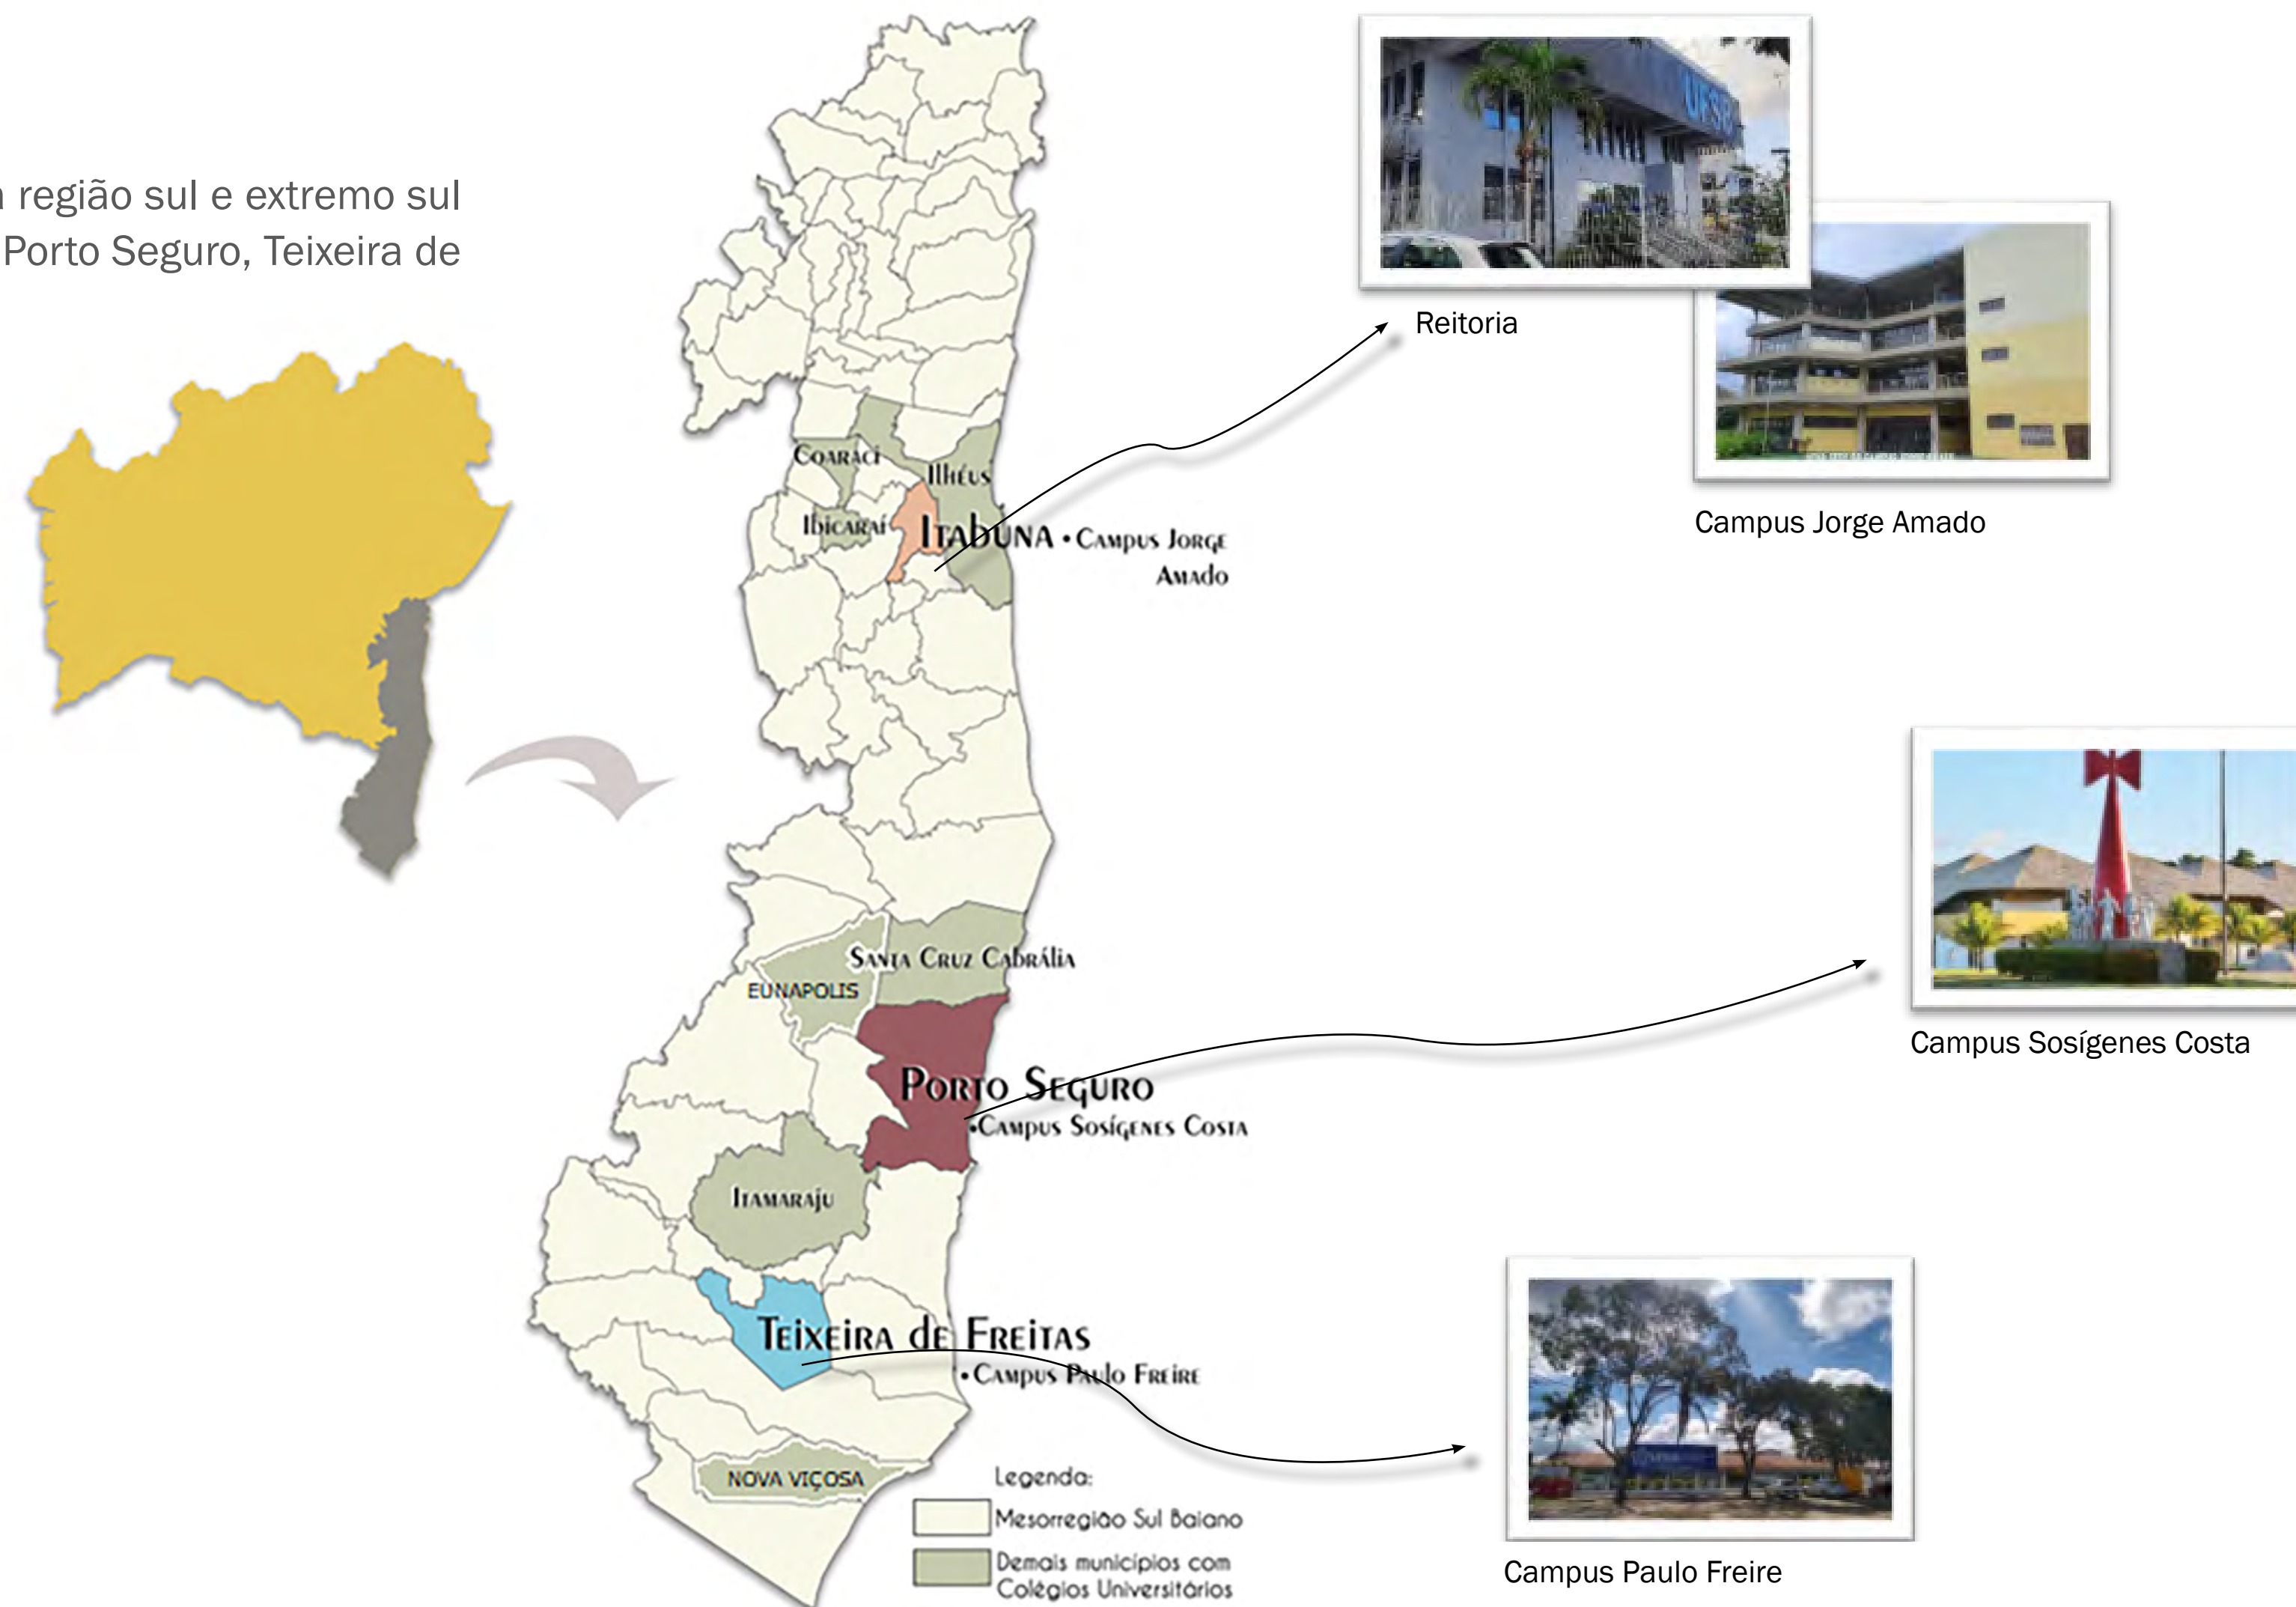 a região sul e extremo sul
Porto Seguro, Teixeira de
UFSB
Reitoria
Campus Jorge Amado
Coaraci
Ilhéus
Ibicaraí
Itabuna • Campus Jorge
Amado
Santa Cruz Cabrália
EUNAPOLIS
Campus Sosígenes Costa
Porto Seguro
•Campus Sosígenes Costa
Itamaraju
Teixeira de Freitas
• Campus Paulo Freire
NOVA VIÇOSA
Legenda:
Mesorregião Sul Baiano
Demais municípios com
Colégios Universitários
Campus Paulo Freire